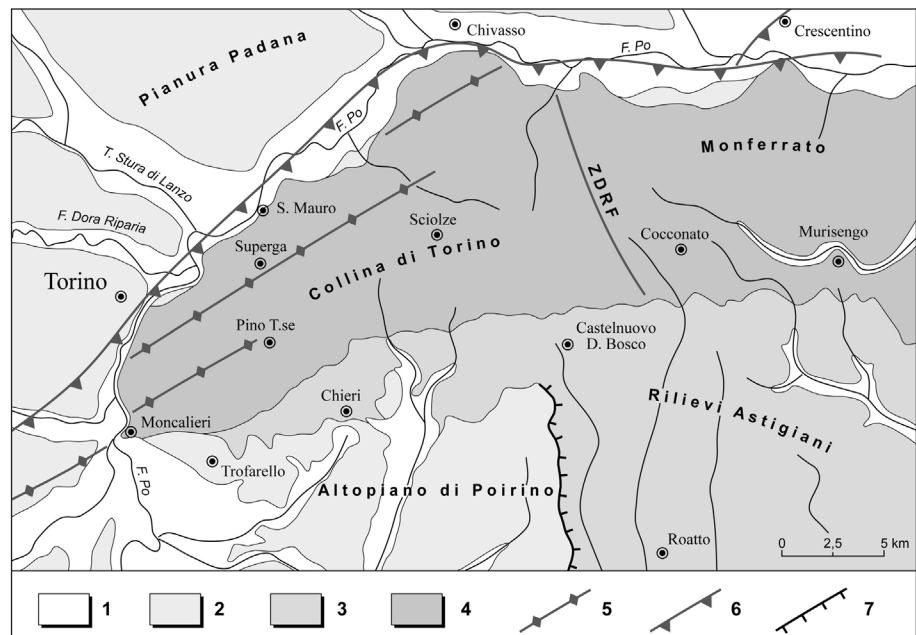 Chivasso
Crescentino
Pianura Padana
F. Po
F. Po
T. Stura di Lanzo
Monferrato
ZDRF
F. Dora Riparia
S. Mauro
Sciolze
Superga
Collina di Torino
Cocconato
Murisengo
Torino
Pino T.se
Castelnuovo
D. Bosco
Chieri
Rilievi Astigiani
Moncalieri
Trofarello
F. Po
Altopiano di Poirino
Roatto
0 2,5 5 km
1 2 3 4 5 6 7